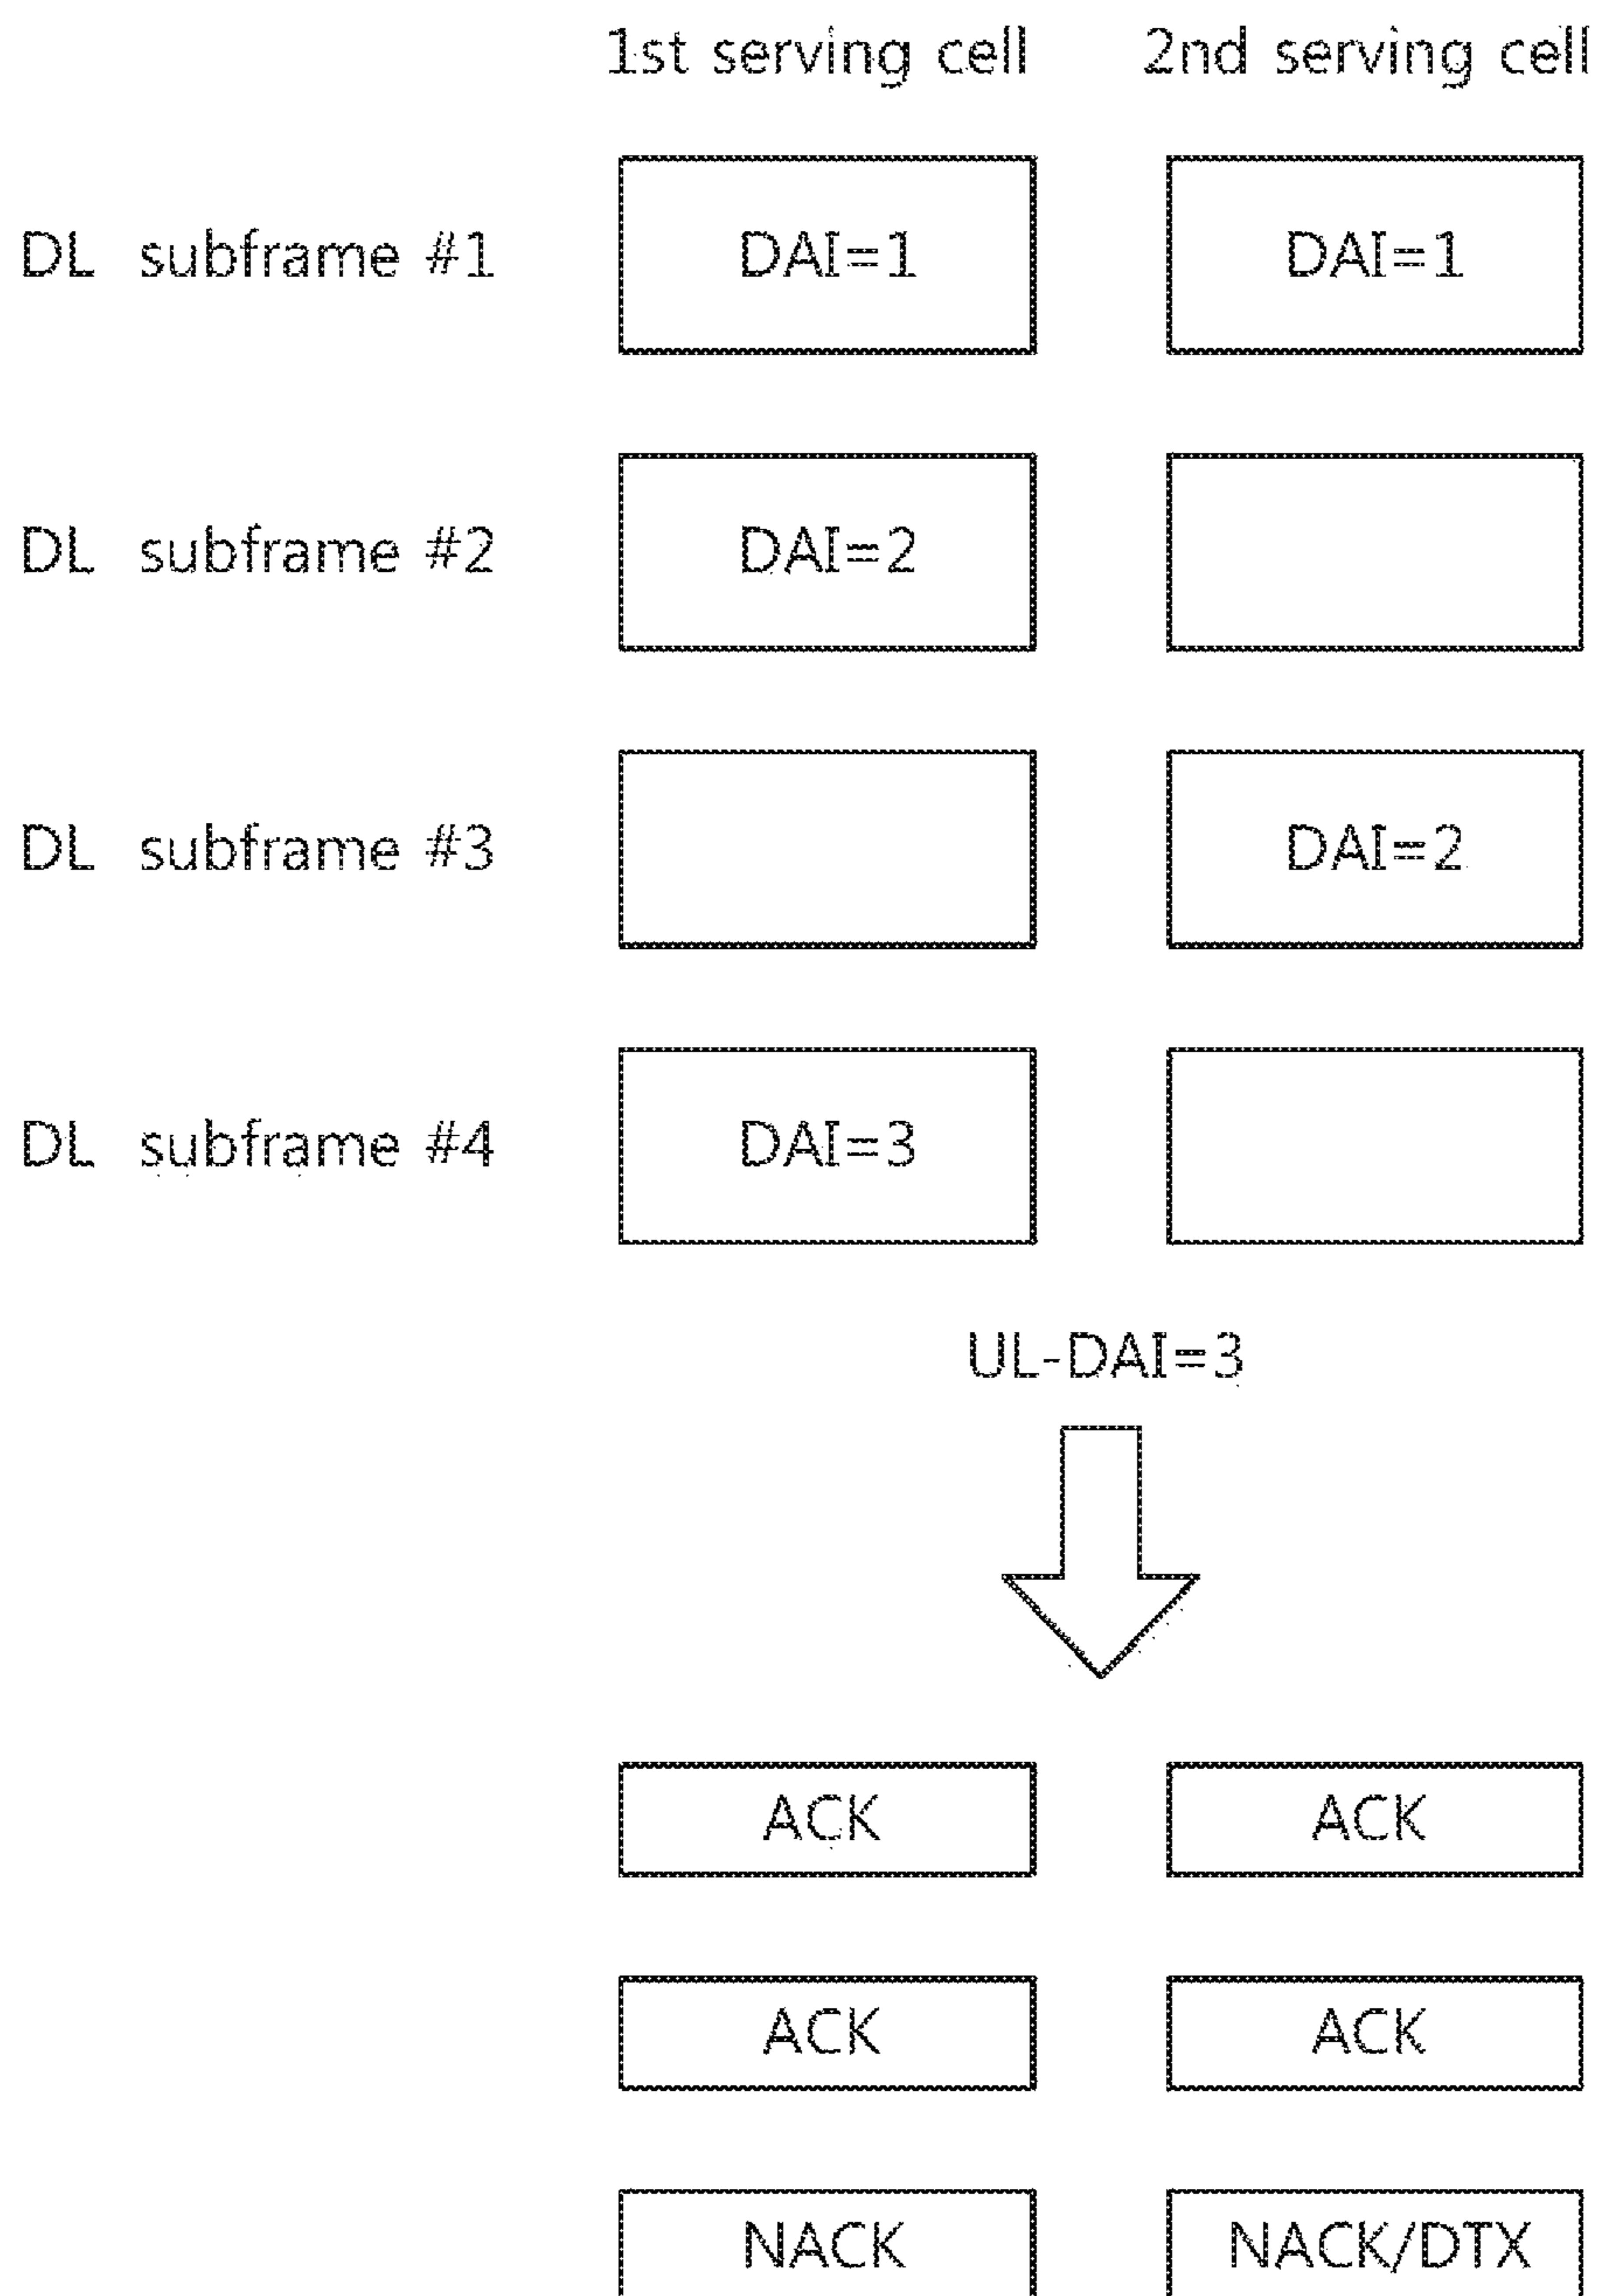 1st serving cell 2nd serving cell
DL subframe #1 DAI=1 DAI=1
DL subframe #2 DAI=2
DL subframe #3 DAI=2
DL subframe #4 DAI=3
UL-DAI=3
ACK ACK
ACK ACK
NACK NACK/DTX